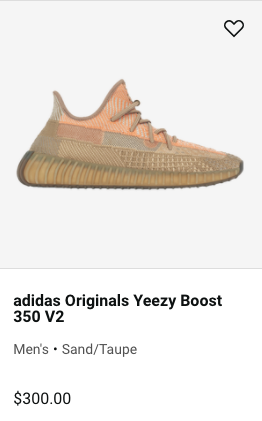 adidas Originals Yeezy Boost
350 V2
Men's • Sand/Taupe
$300.00